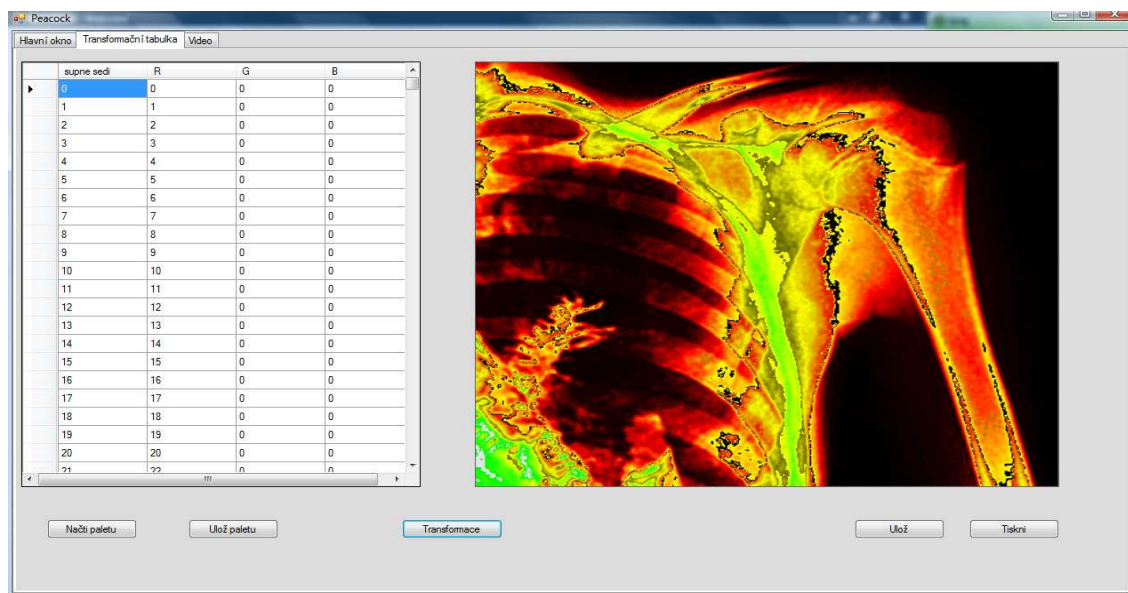 Peacock
Hlavní okno Transformační tabulka Video
supne sedi R G B
0 0 0 0
1 1 0 0
2 2 0 0
3 3 0 0
4 4 0 0
5 5 0 0
6 6 0 0
7 7 0 0
8 8 0 0
9 9 0 0
10 10 0 0
11 11 0 0
12 12 0 0
13 13 0 0
14 14 0 0
15 15 0 0
16 16 0 0
17 17 0 0
18 18 0 0
19 19 0 0
20 20 0 0
21 22 0 0
Načti paletu Ulož paletu Transformace Ulož Tiskni